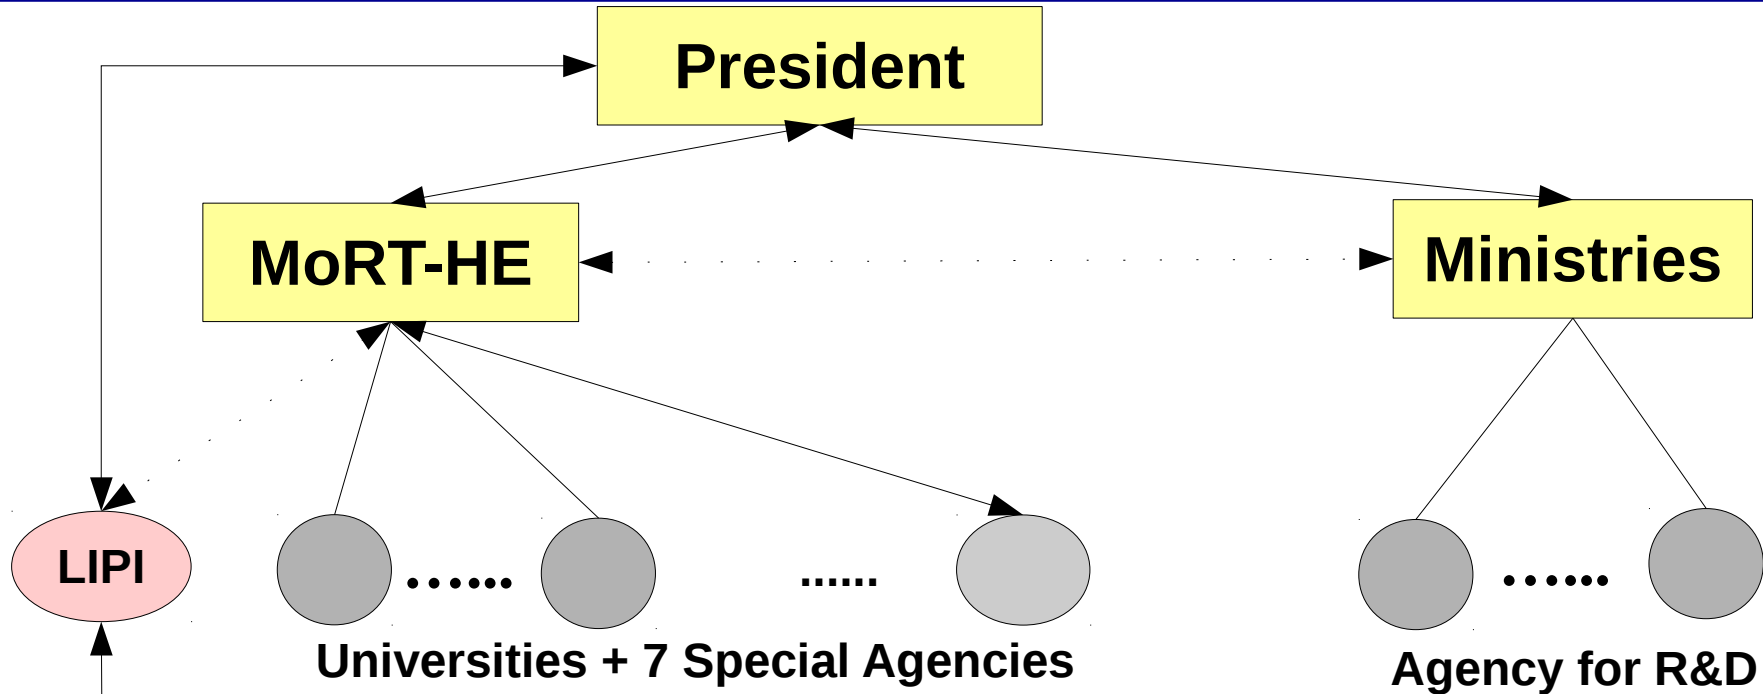 President
MoRT-HE
Ministries
LIPI
......
......
......
Universities + 7 Special Agencies
Agency for R&D